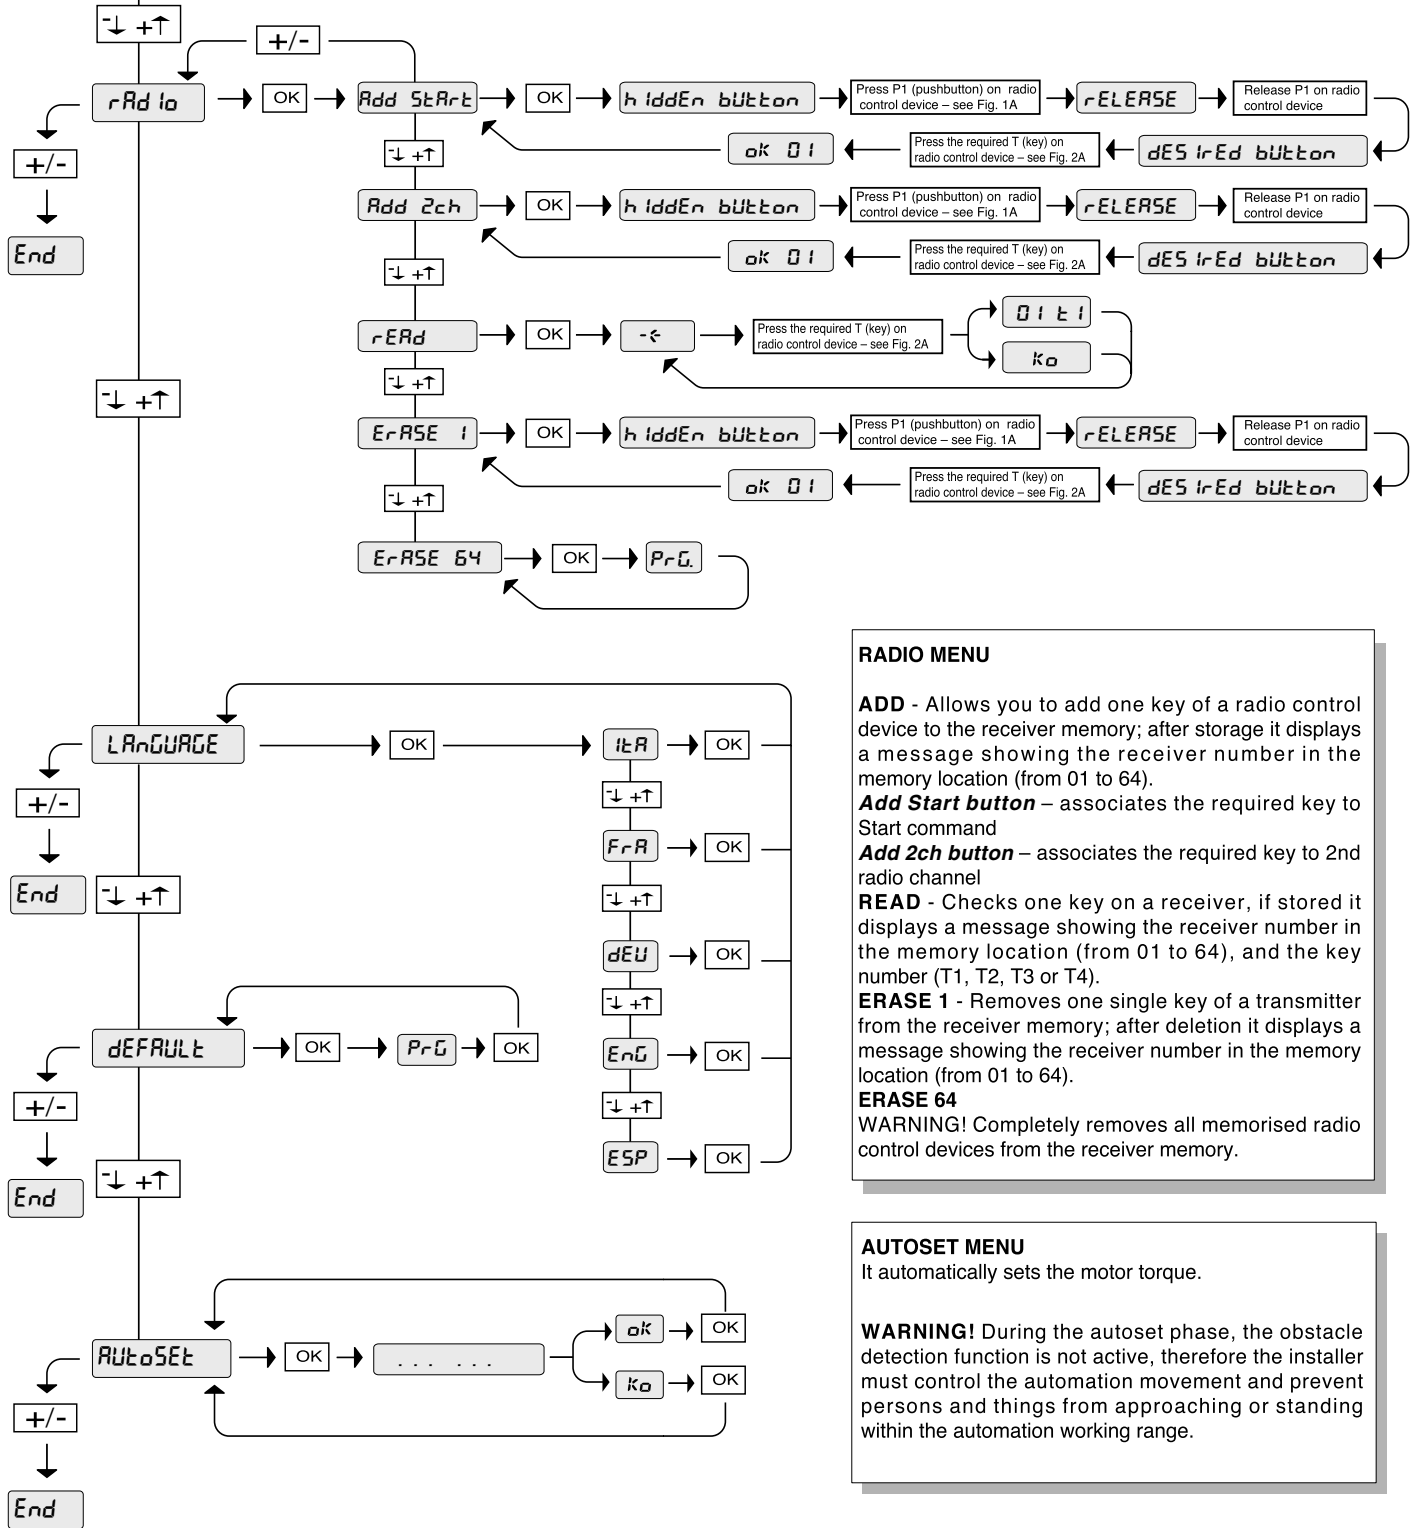 -↓ +↑
+/-
rAdIo
OK
Add StArt
OK
hIddEn bUtton
Press P1 (pushbutton) on radio
control device – see Fig. 1A
rELEASE
Release P1 on radio
control device
+/-
-↓ +↑
ok 01
Press the required T (key) on
radio control device – see Fig. 2A
dESIrEd bUtton
End
Add 2ch
OK
hIddEn bUtton
Press P1 (pushbutton) on radio
control device – see Fig. 1A
rELEASE
Release P1 on radio
control device
-↓ +↑
ok 01
Press the required T (key) on
radio control device – see Fig. 2A
dESIrEd bUtton
rEAd
OK
Press the required T (key) on
radio control device – see Fig. 2A
01 t1
Ko
-↓ +↑
-↓ +↑
ErASE 1
OK
hIddEn bUtton
Press P1 (pushbutton) on radio
control device – see Fig. 1A
rELEASE
Release P1 on radio
control device
-↓ +↑
ok 01
Press the required T (key) on
radio control device – see Fig. 2A
dESIrEd bUtton
ErASE 64
OK
PrG.
LAnGUAGE
OK
ItA
OK
+/-
-↓ +↑
FrA
OK
End
-↓ +↑
-↓ +↑
dEU
OK
-↓ +↑
dEFAULt
OK
PrG
OK
EnG
OK
+/-
-↓ +↑
ESP
OK
End
-↓ +↑
RADIO MENU
ADD - Allows you to add one key of a radio control
device to the receiver memory; after storage it displays
a message showing the receiver number in the
memory location (from 01 to 64).
Add Start button – associates the required key to
Start command
Add 2ch button – associates the required key to 2nd
radio channel
READ - Checks one key on a receiver, if stored it
displays a message showing the receiver number in
the memory location (from 01 to 64), and the key
number (T1, T2, T3 or T4).
ERASE 1 - Removes one single key of a transmitter
from the receiver memory; after deletion it displays a
message showing the receiver number in the memory
location (from 01 to 64).
ERASE 64
WARNING! Completely removes all memorised radio
control devices from the receiver memory.
AUtoSEt
OK
... ...
ok
OK
Ko
OK
+/-
End
AUTOSET MENU
It automatically sets the motor torque.
WARNING! During the autoset phase, the obstacle
detection function is not active, therefore the installer
must control the automation movement and prevent
persons and things from approaching or standing
within the automation working range.